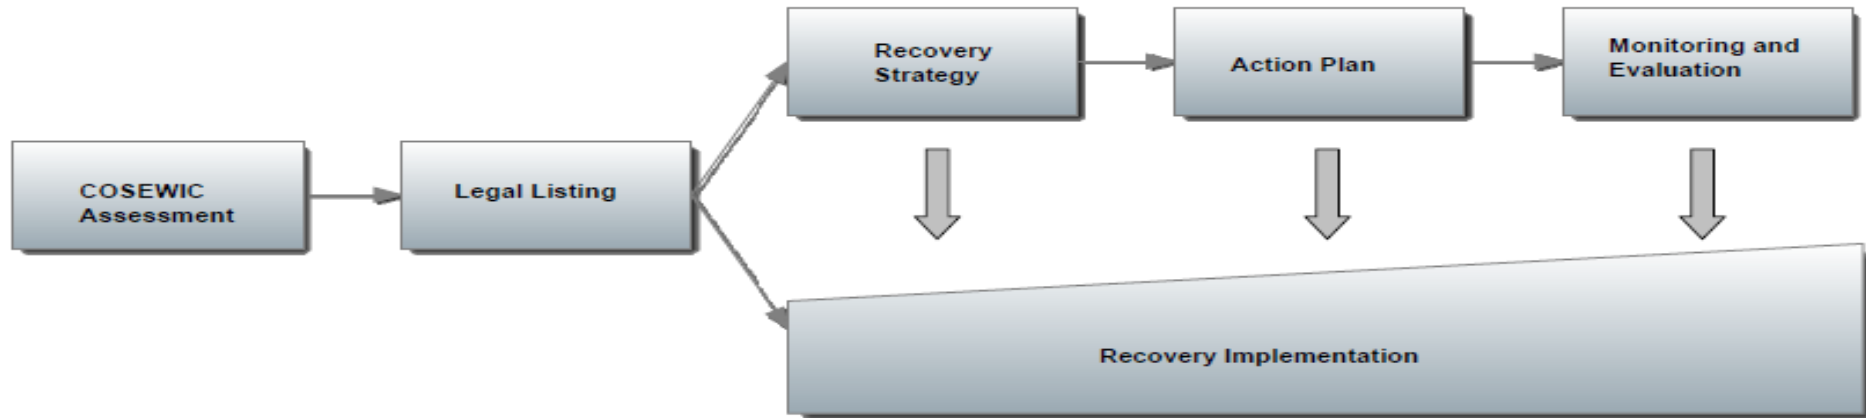 COSEWIC
Assessment
Legal Listing
Recovery
Strategy
Action Plan
Monitoring and
Evaluation
Recovery Implementation